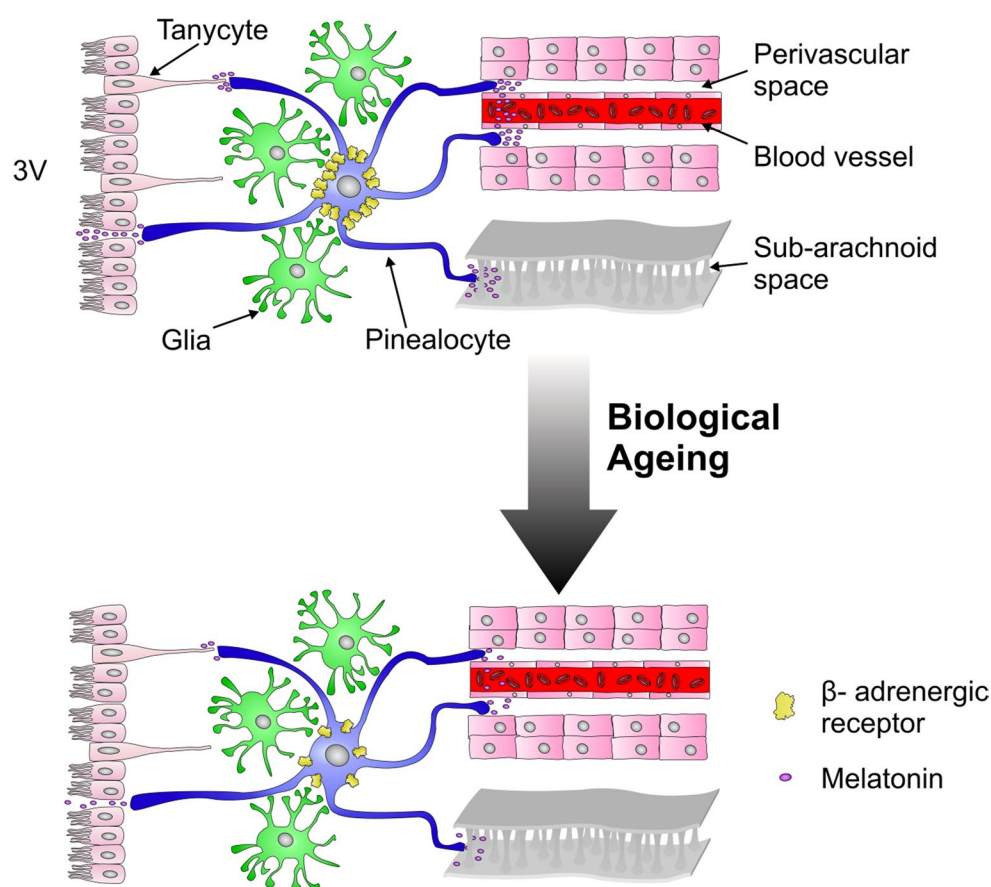 Tanycyte
Perivascular
space
3V
Blood vessel
Sub-arachnoid
space
Glia
Pinealocyte
Biological
Ageing
β- adrenergic
receptor
Melatonin